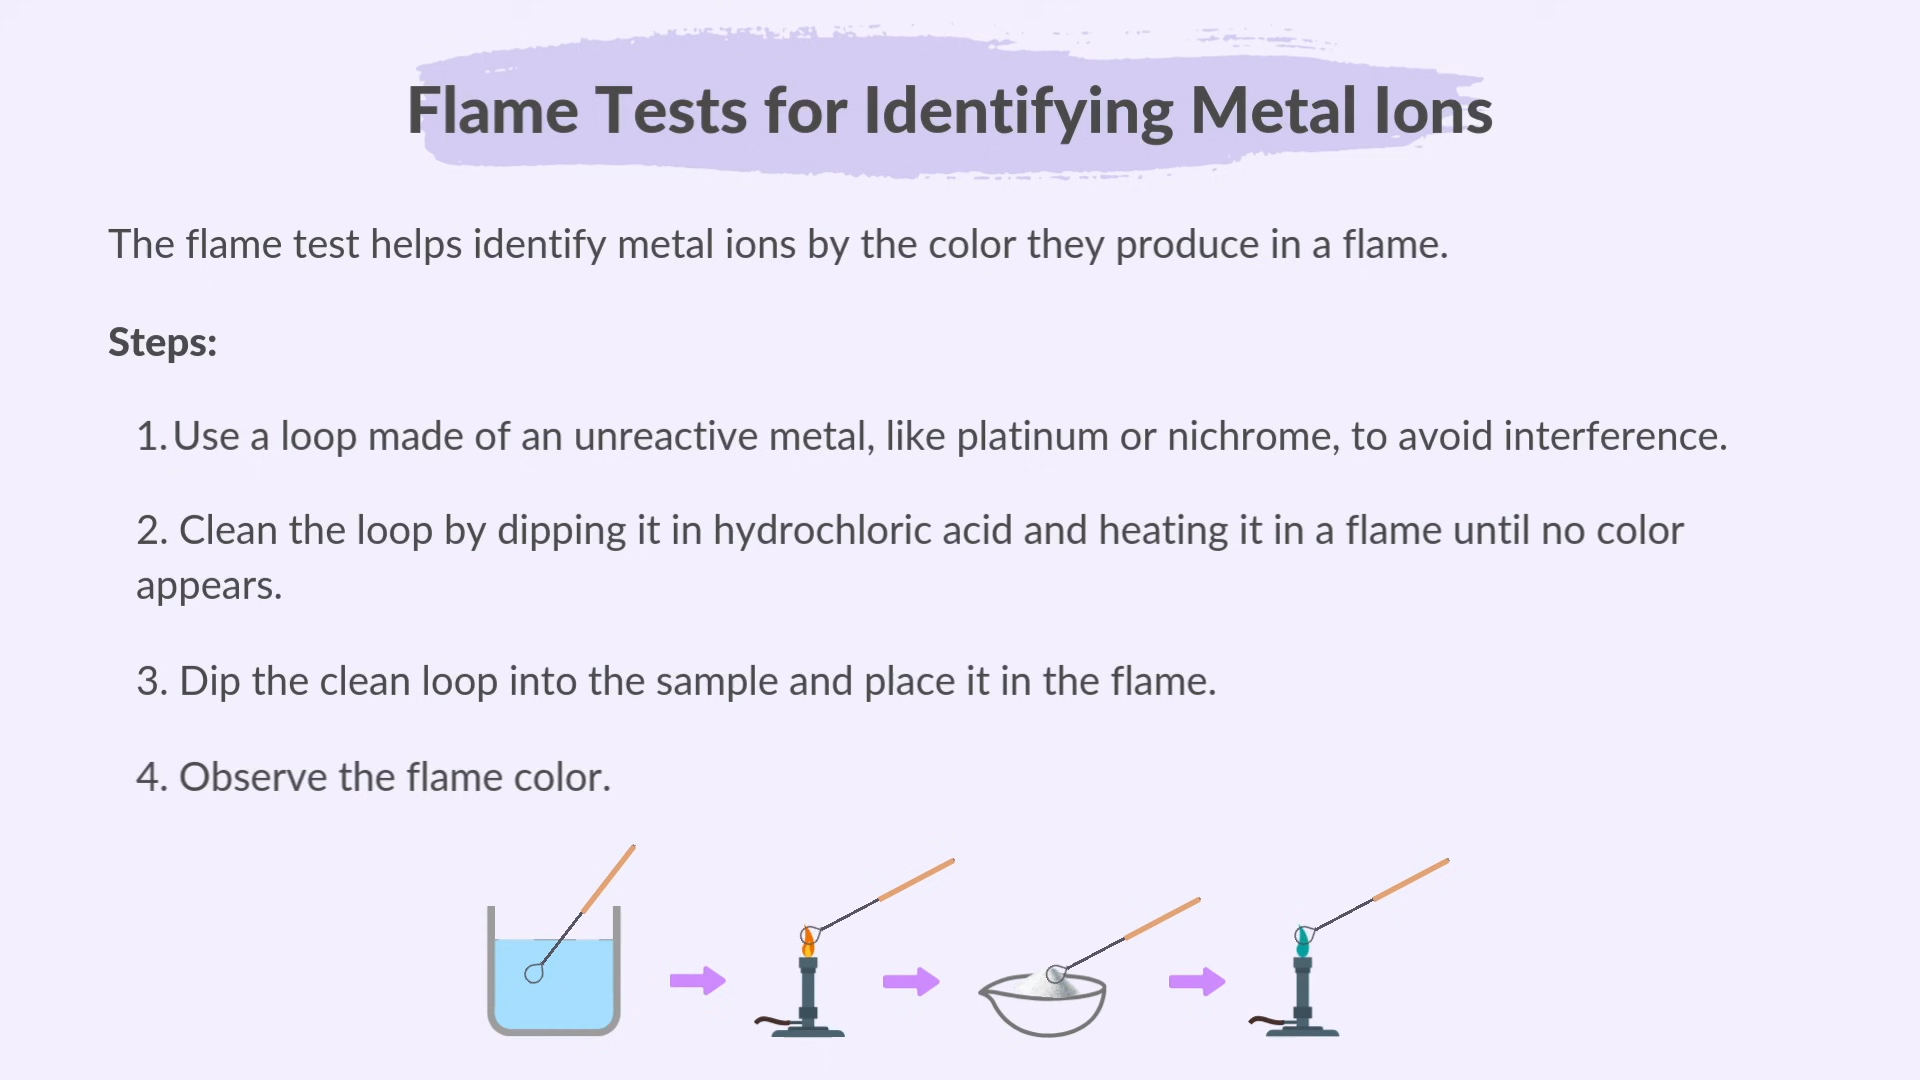 Flame Tests for Identifying Metal Ions
The flame test helps identify metal ions by the color they produce in a flame.
Steps:
1. Use a loop made of an unreactive metal, like platinum or nichrome, to avoid interference.
2. Clean the loop by dipping it in hydrochloric acid and heating it in a flame until no color
appears.
3. Dip the clean loop into the sample and place it in the flame.
4. Observe the flame color.